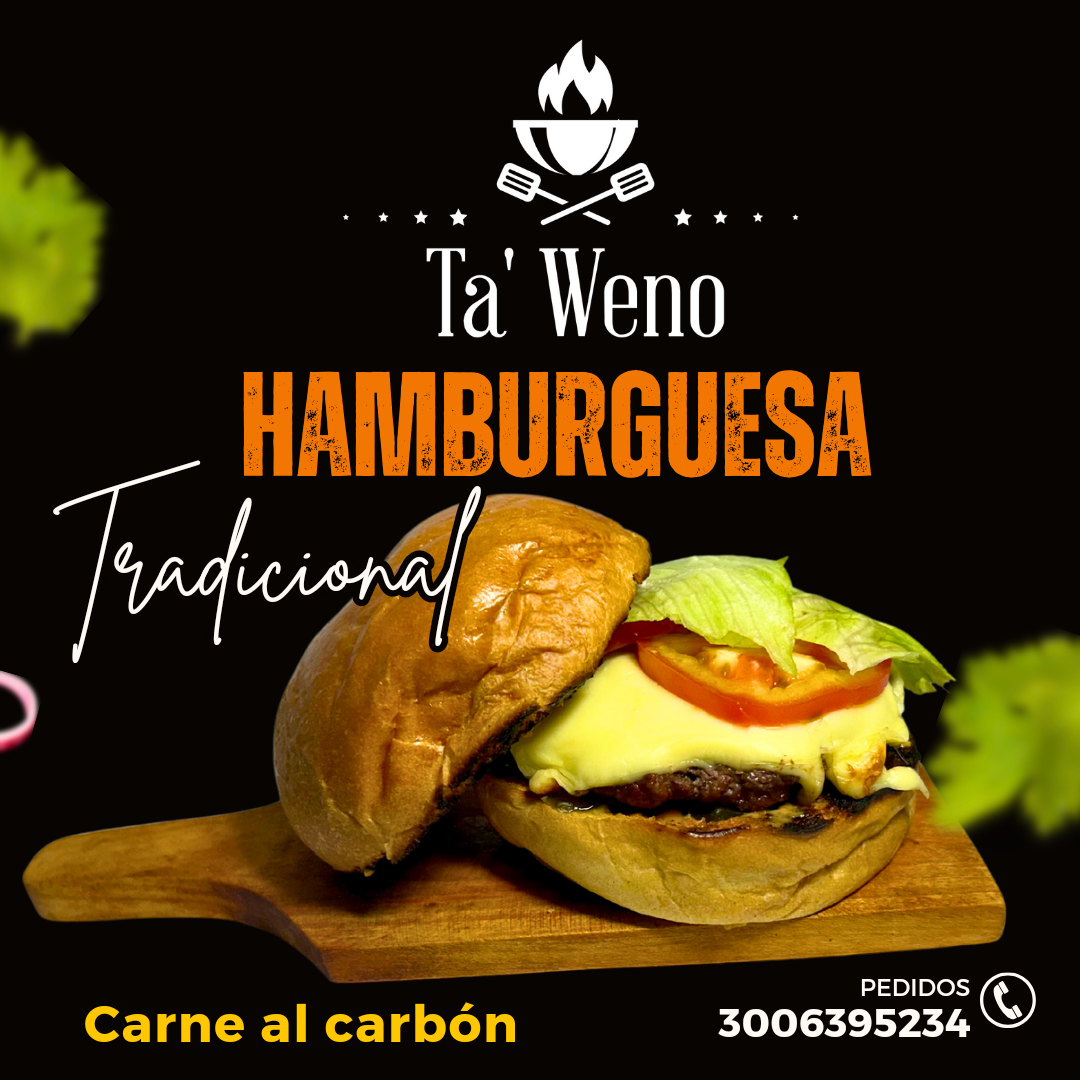 Ta' Weno
HAMBURGUESA
Tradicional
Carne al carbón
PEDIDOS
3006395234